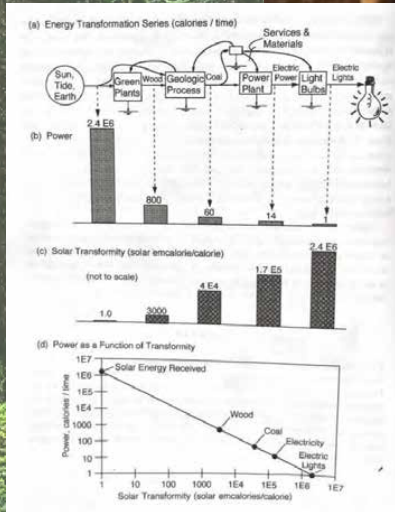 (a) Energy Transformation Series (calories / time)
Services &
Materials
Sun,
Tide,
Earth
Green
Plants
Wood
Geologic
Process
Coal
Power
Plant
Electric
Power
Light
Bulbs
Electric
Lights
(b) Power
2.4 E6
800
60
14
1
(c) Solar Transformity (solar emcalorie/calorie)
(not to scale)
1.0
3000
4 E4
1.7 E5
2.4 E6
(d) Power as a Function of Transformity
Power, calories / time
1E7
1E6
1E5
1E4
1000
100
10
1
Solar Energy Received
Wood
Coal
Electricity
Electric
Lights
1 10 100 1000 1E4 1E5 1E6 1E7
Solar Transformity (solar emcalories/calorie)